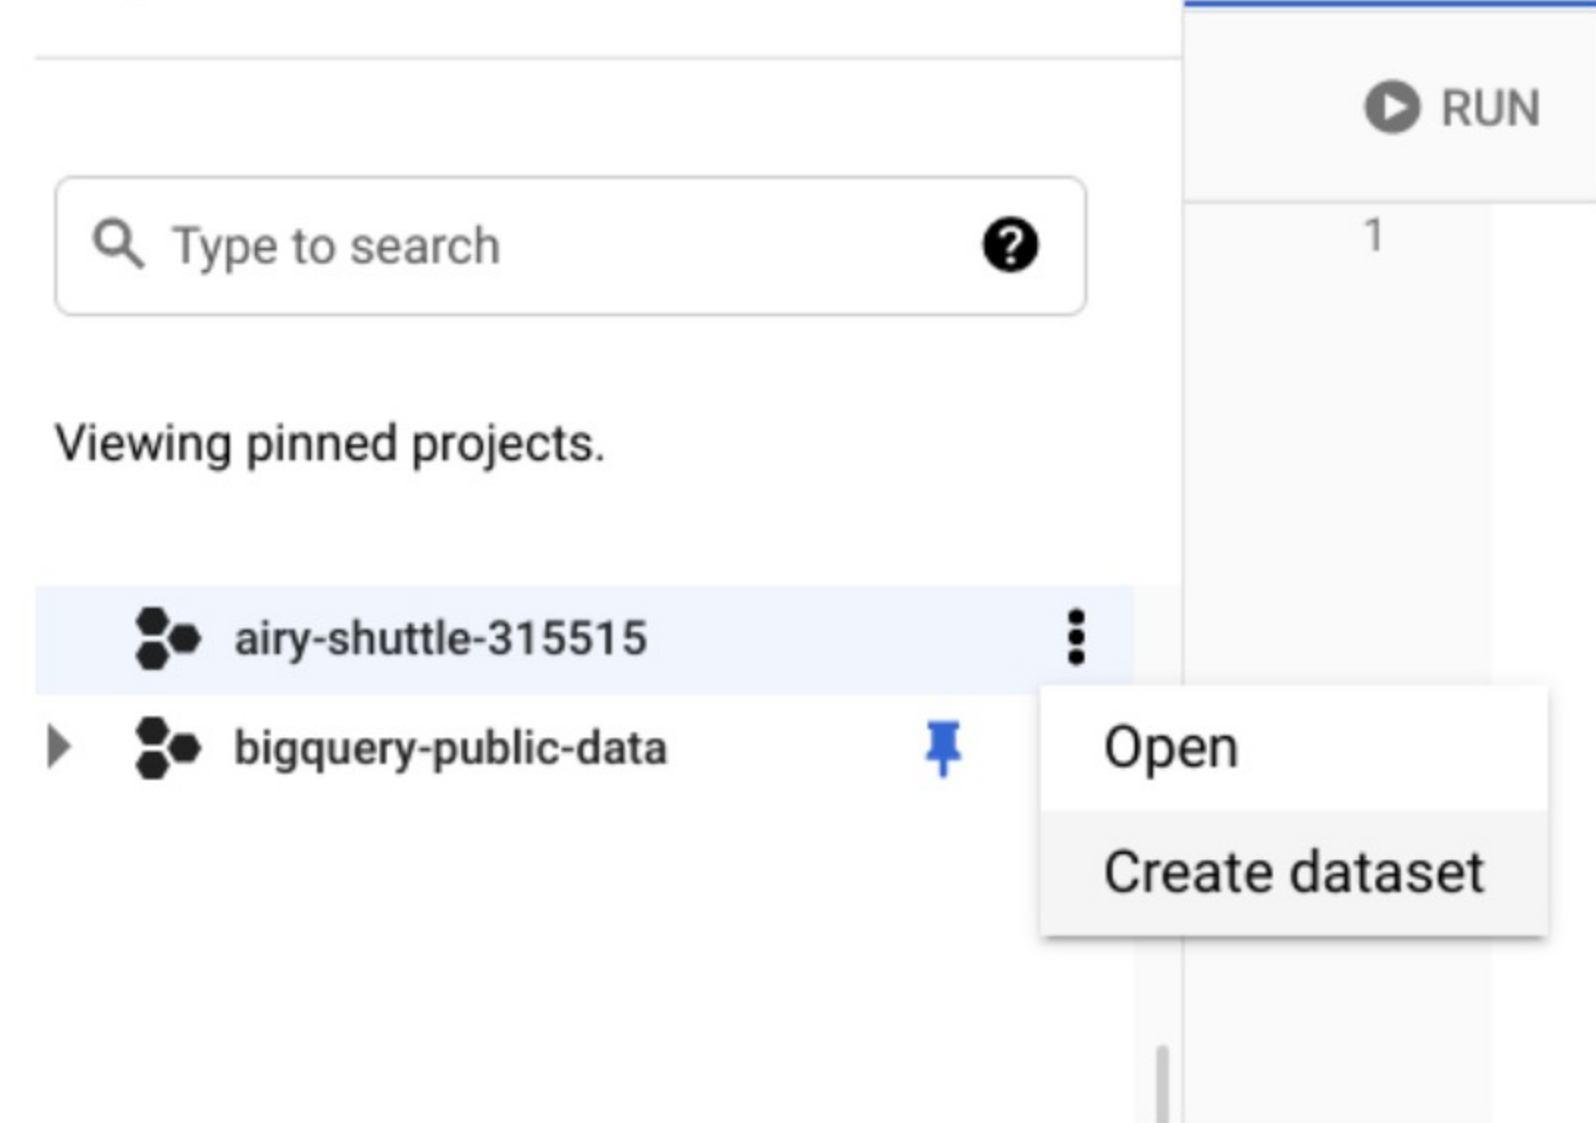 RUN
Type to search
1
Viewing pinned projects.
airy-shuttle-315515
bigquery-public-data
Open
Create dataset